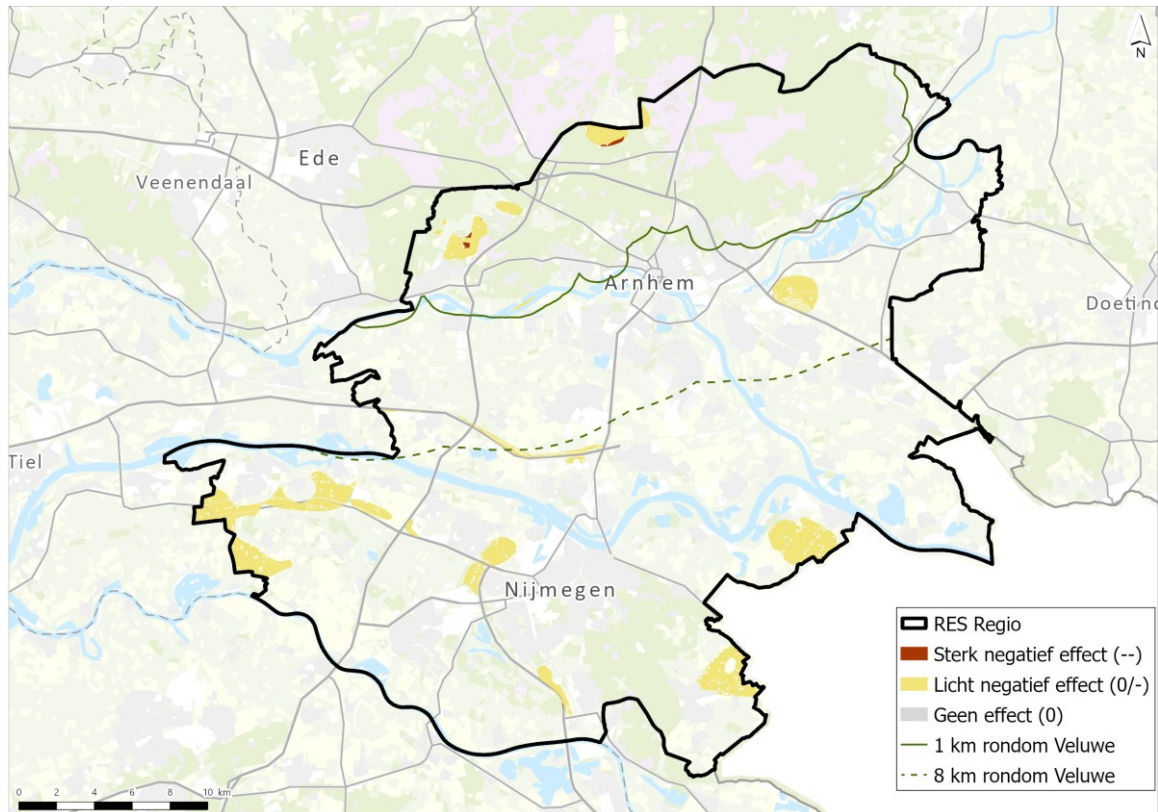 N
Ede
Veenendaal
Arnhem
Doetinc
Tiel
Nijmegen
RES Regio
Sterk negatief effect (--)
Licht negatief effect (0/-)
Geen effect (0)
1 km rondom Veluwe
8 km rondom Veluwe
0 2 4 6 8 10 km